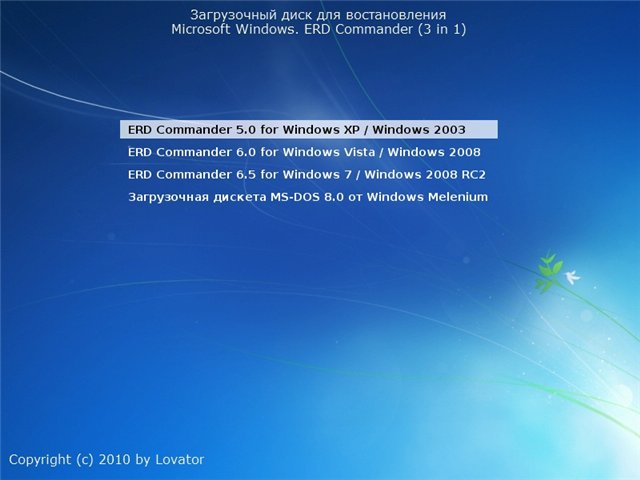 Загрузочный диск для востановления
Microsoft Windows. ERD Commander (3 in 1)
ERD Commander 5.0 for Windows XP / Windows 2003
ERD Commander 6.0 for Windows Vista / Windows 2008
ERD Commander 6.5 for Windows 7 / Windows 2008 RC2
Загрузочная дискета MS-DOS 8.0 от Windows Melenium
Copyright (c) 2010 by Lovator